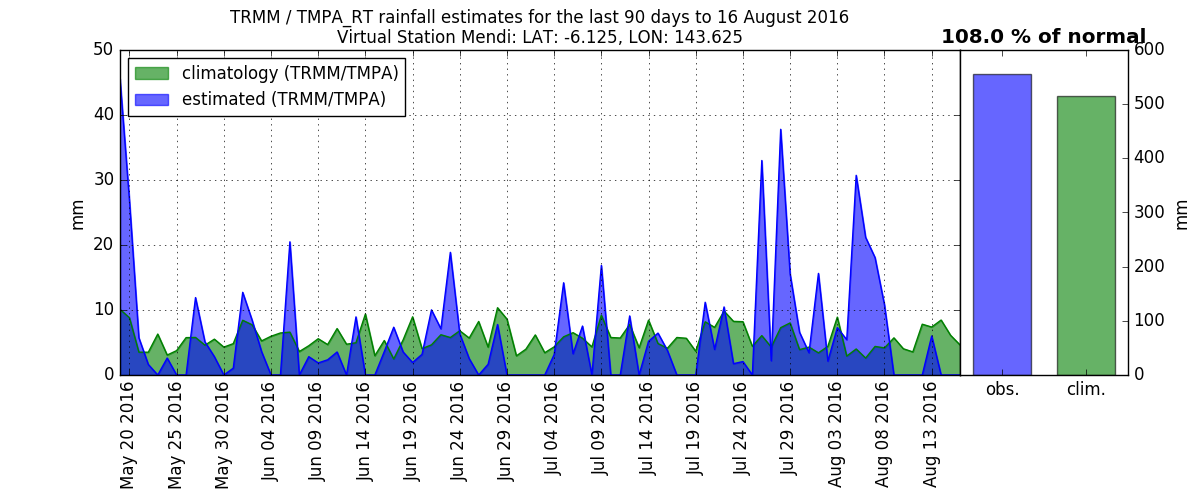 TRMM / TMPA_RT rainfall estimates for the last 90 days to 16 August 2016
Virtual Station Mendi: LAT: -6.125, LON: 143.625
108.0 % of normal
climatology (TRMM/TMPA)
estimated (TRMM/TMPA)
50
40
30
20
10
0
mm
May 20 2016
May 25 2016
May 30 2016
Jun 04 2016
Jun 09 2016
Jun 14 2016
Jun 19 2016
Jun 24 2016
Jun 29 2016
Jul 04 2016
Jul 09 2016
Jul 14 2016
Jul 19 2016
Jul 24 2016
Jul 29 2016
Aug 03 2016
Aug 08 2016
Aug 13 2016
obs.
clim.
600
500
400
300
200
100
0
mm